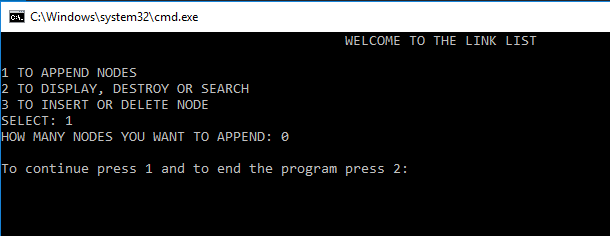 C:\Windows\system32\cmd.exe
WELCOME TO THE LINK LIST
1 TO APPEND NODES
2 TO DISPLAY, DESTROY OR SEARCH
3 TO INSERT OR DELETE NODE
SELECT: 1
HOW MANY NODES YOU WANT TO APPEND: 0
To continue press 1 and to end the program press 2: